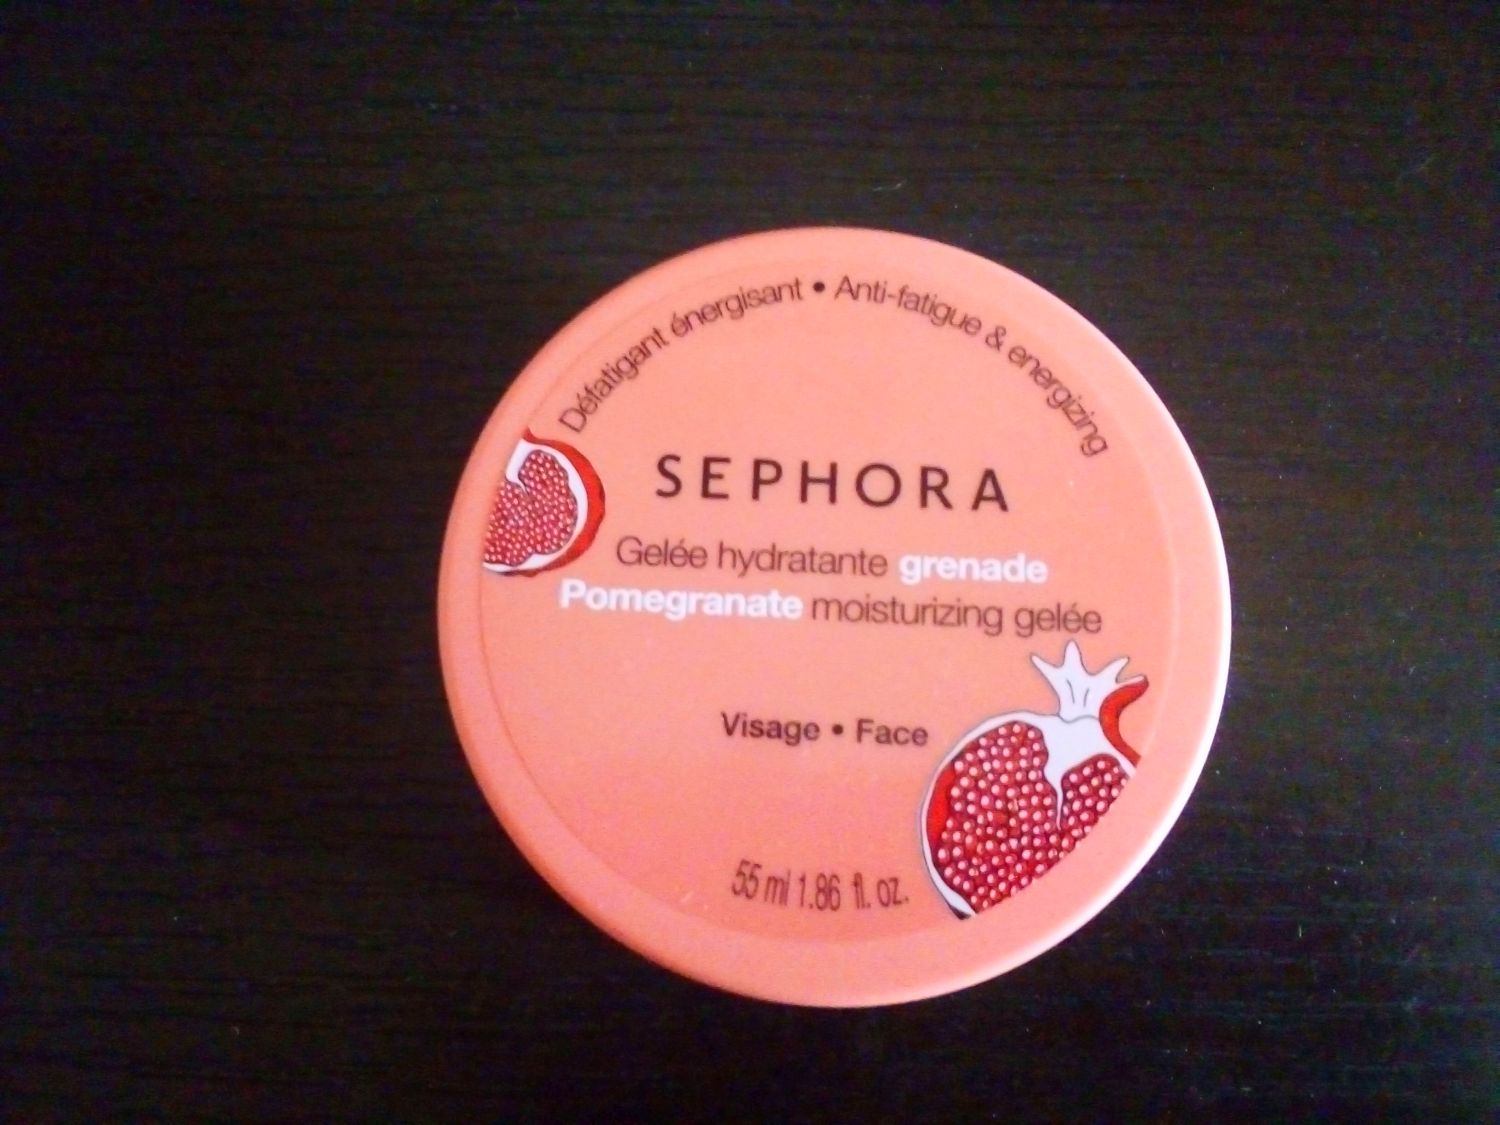 Défatigant énergisant • Anti-fatigue & energizing
SEPHORA
Gelée hydratante grenade
Pomegranate moisturizing gelée
Visage • Face
55 ml 1.86 fl. oz.